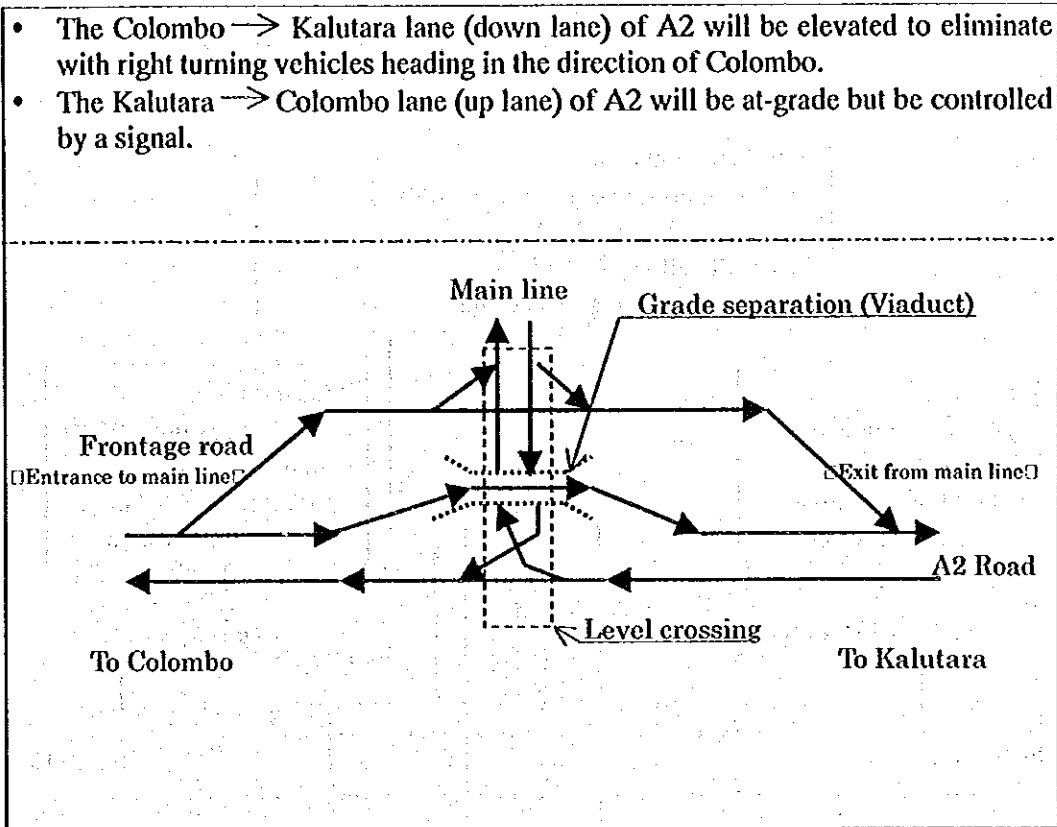 • The Colombo —> Kalutara lane (down lane) of A2 will be elevated to eliminate
with right turning vehicles heading in the direction of Colombo.
• The Kalutara —> Colombo lane (up lane) of A2 will be at-grade but be controlled
by a signal.
Main line
Grade separation (Viaduct)
Frontage road
▯Entrance to main line▯
▯Exit from main line▯
A2 Road
Level crossing
To Colombo
To Kalutara